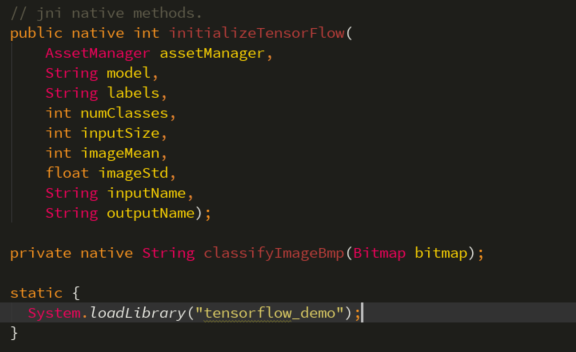 // jni native methods.
public native int initializeTensorFlow(
    AssetManager assetManager,
    String model,
    String labels,
    int numClasses,
    int inputSize,
    int imageMean,
    float imageStd,
    String inputName,
    String outputName);

private native String classifyImageBmp(Bitmap bitmap);

static {
  System.loadLibrary("tensorflow_demo");
}